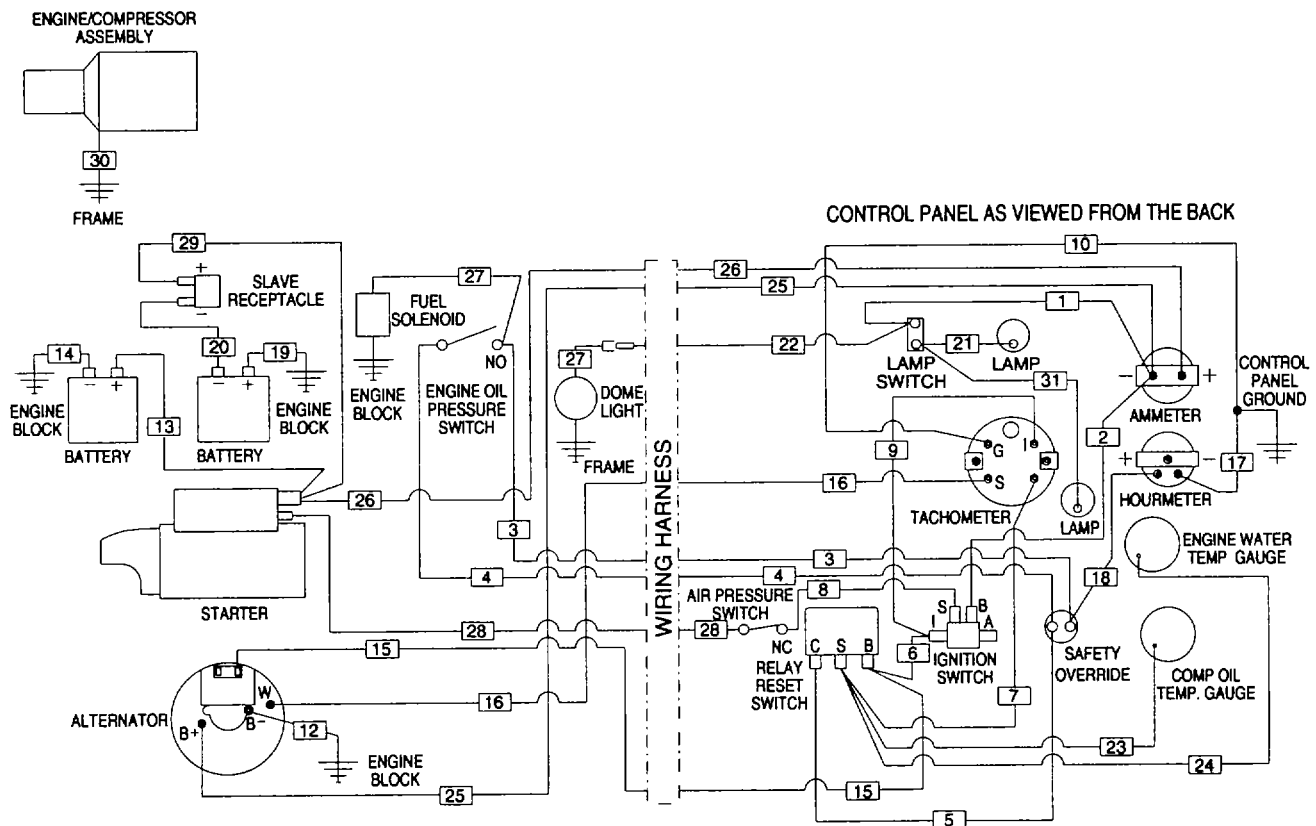 ENGINE/COMPRESSOR
ASSEMBLY
30
FRAME
CONTROL PANEL AS VIEWED FROM THE BACK
29
+
-
SLAVE
RECEPTACLE
14
20
19
- +
- +
ENGINE
BLOCK
BATTERY
13
BATTERY
ENGINE
BLOCK
27
FUEL
SOLENOID
NO
ENGINE
BLOCK
ENGINE OIL
PRESSURE
SWITCH
27
DOME
LIGHT
FRAME
26
3
4
STARTER
28
15
ALTERNATOR
W
B-
B+
16
12
ENGINE
BLOCK
25
WIRING HARNESS
10
26
25
1
22
21
LAMP
SWITCH
LAMP
31
- +
AMMETER
CONTROL
PANEL
GROUND
2
9
G I
S
16
TACHOMETER
LAMP
+ -
17
HOURMETER
ENGINE WATER
TEMP GAUGE
3
4
18
AIR PRESSURE
SWITCH
8
28
NC
S B
I A
C S B
6
RELAY
RESET
SWITCH
IGNITION
SWITCH
SAFETY
OVERRIDE
7
COMP OIL
TEMP. GAUGE
23
24
15
5